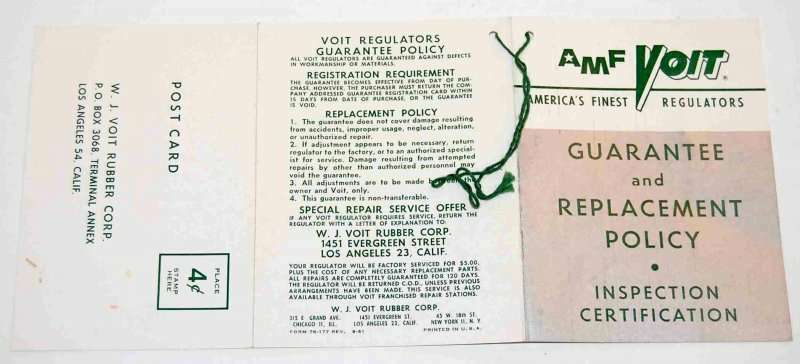 W. J. VOIT RUBBER CORP.
P.O BOX 3068, TERMINAL ANNEX
LOS ANGELES 54, CALIF.
POST CARD
PLACE
4¢
STAMP
HERE
VOIT REGULATORS
GUARANTEE POLICY
ALL VOIT REGULATORS ARE GUARANTEED AGAINST DEFECTS
IN WORKMANSHIP OR MATERIALS.
REGISTRATION REQUIREMENT
THE GUARANTEE BECOMES EFFECTIVE FROM DAY OF PUR-
CHASE. HOWEVER, THE PURCHASER MUST RETURN THE COM-
PANY ADDRESSED GUARANTEE REGISTRATION CARD WITHIN
15 DAYS FROM DATE OF PURCHASE, OR THE GUARANTEE
IS VOID.
REPLACEMENT POLICY
1. The guarantee does not cover damage resulting
from accidents, improper usage, neglect, alteration,
or unauthorized repair.
2. If adjustment appears to be necessary, return
regulator to the factory, or to an authorized special-
ist for service. Damage resulting from attempted
repairs by other than authorized personnel may
void the guarantee.
3. All adjustments are to be made between the
owner and Voit, only.
4. This guarantee is non-transferable.
SPECIAL REPAIR SERVICE OFFER
IF ANY VOIT REGULATOR REQUIRES SERVICE, RETURN THE
REGULATOR WITH A LETTER OF EXPLANATION TO:
W. J. VOIT RUBBER CORP.
1451 EVERGREEN STREET
LOS ANGELES 23, CALIF.
YOUR REGULATOR WILL BE FACTORY SERVICED FOR $5.00,
PLUS THE COST OF ANY NECESSARY REPLACEMENT PARTS.
ALL REPAIRS ARE COMPLETELY GUARANTEED FOR 120 DAYS.
THE REGULATOR WILL BE RETURNED C.O.D., UNLESS PREVIOUS
ARRANGEMENTS HAVE BEEN MADE. THIS SERVICE IS ALSO
AVAILABLE THROUGH VOIT FRANCHISED REPAIR STATIONS.
W. J. VOIT RUBBER CORP.
315 E GRAND AVE. 1451 EVERGREEN ST. 45 W. 18th ST.
CHICAGO 11, ILL. LOS ANGELES 23, CALIF. NEW YORK 11, N. Y.
FORM 76-177 REV. 9-61 PRINTED IN U.S.A.
AMF VOIT®
AMERICA'S FINEST REGULATORS
GUARANTEE
and
REPLACEMENT
POLICY
•
INSPECTION
CERTIFICATION